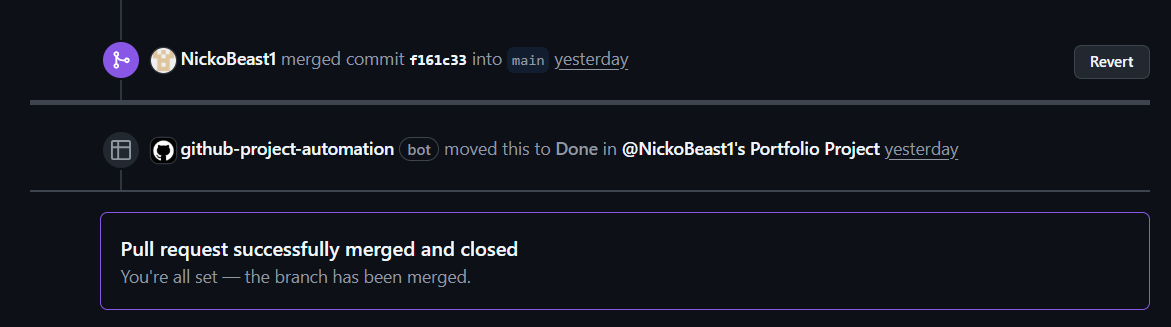 NickoBeast1 merged commit f161c33 into main yesterday
Revert
github-project-automation bot moved this to Done in @NickoBeast1's Portfolio Project yesterday
Pull request successfully merged and closed
You're all set — the branch has been merged.